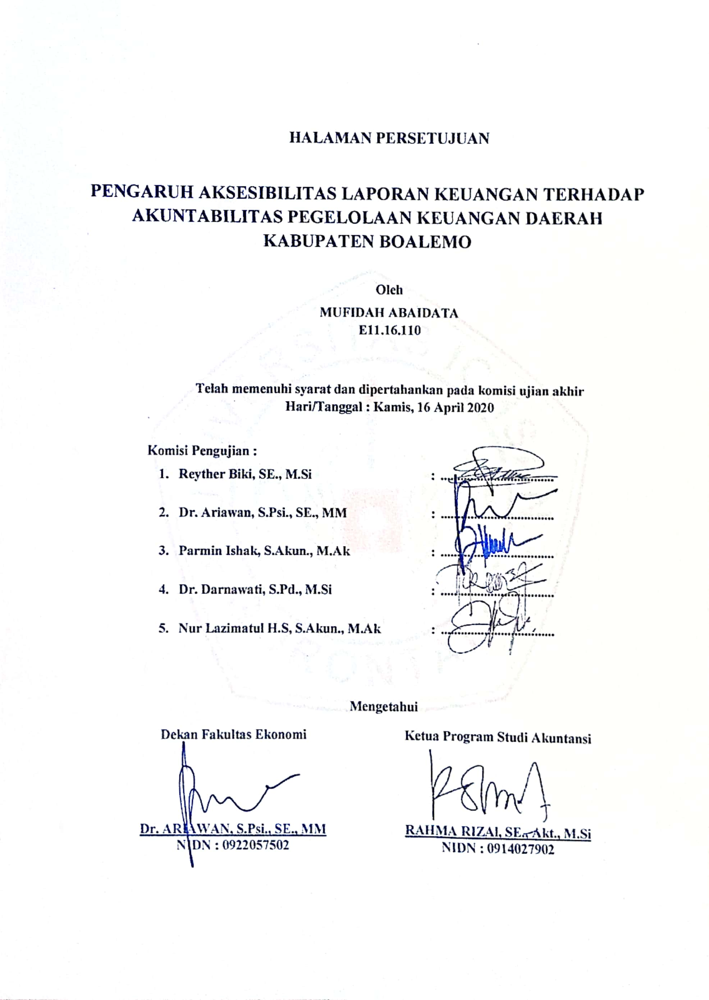 HALAMAN PERSETUJUAN
PENGARUH AKSESIBILITAS LAPORAN KEUANGAN TERHADAP
AKUNTABILITAS PEGELOLAAN KEUANGAN DAERAH
KABUPATEN BOALEMO
Oleh
MUFIDAH ABAIDATA
E11.16.110
Telah memenuhi syarat dan dipertahankan pada komisi ujian akhir
Hari/Tanggal : Kamis, 16 April 2020
Komisi Pengujian :
1. Reyther Biki, SE., M.Si : ..........................................
2. Dr. Ariawan, S.Psi., SE., MM : ..........................................
3. Parmin Ishak, S.Akun., M.Ak : ..........................................
4. Dr. Darnawati, S.Pd., M.Si : ..........................................
5. Nur Lazimatul H.S, S.Akun., M.Ak : ..........................................
Mengetahui
Dekan Fakultas Ekonomi
Dr. ARIAWAN, S.Psi., SE., MM
NIDN : 0922057502
Ketua Program Studi Akuntansi
RAHMA RIZAL, SE., Akt., M.Si
NIDN : 0914027902